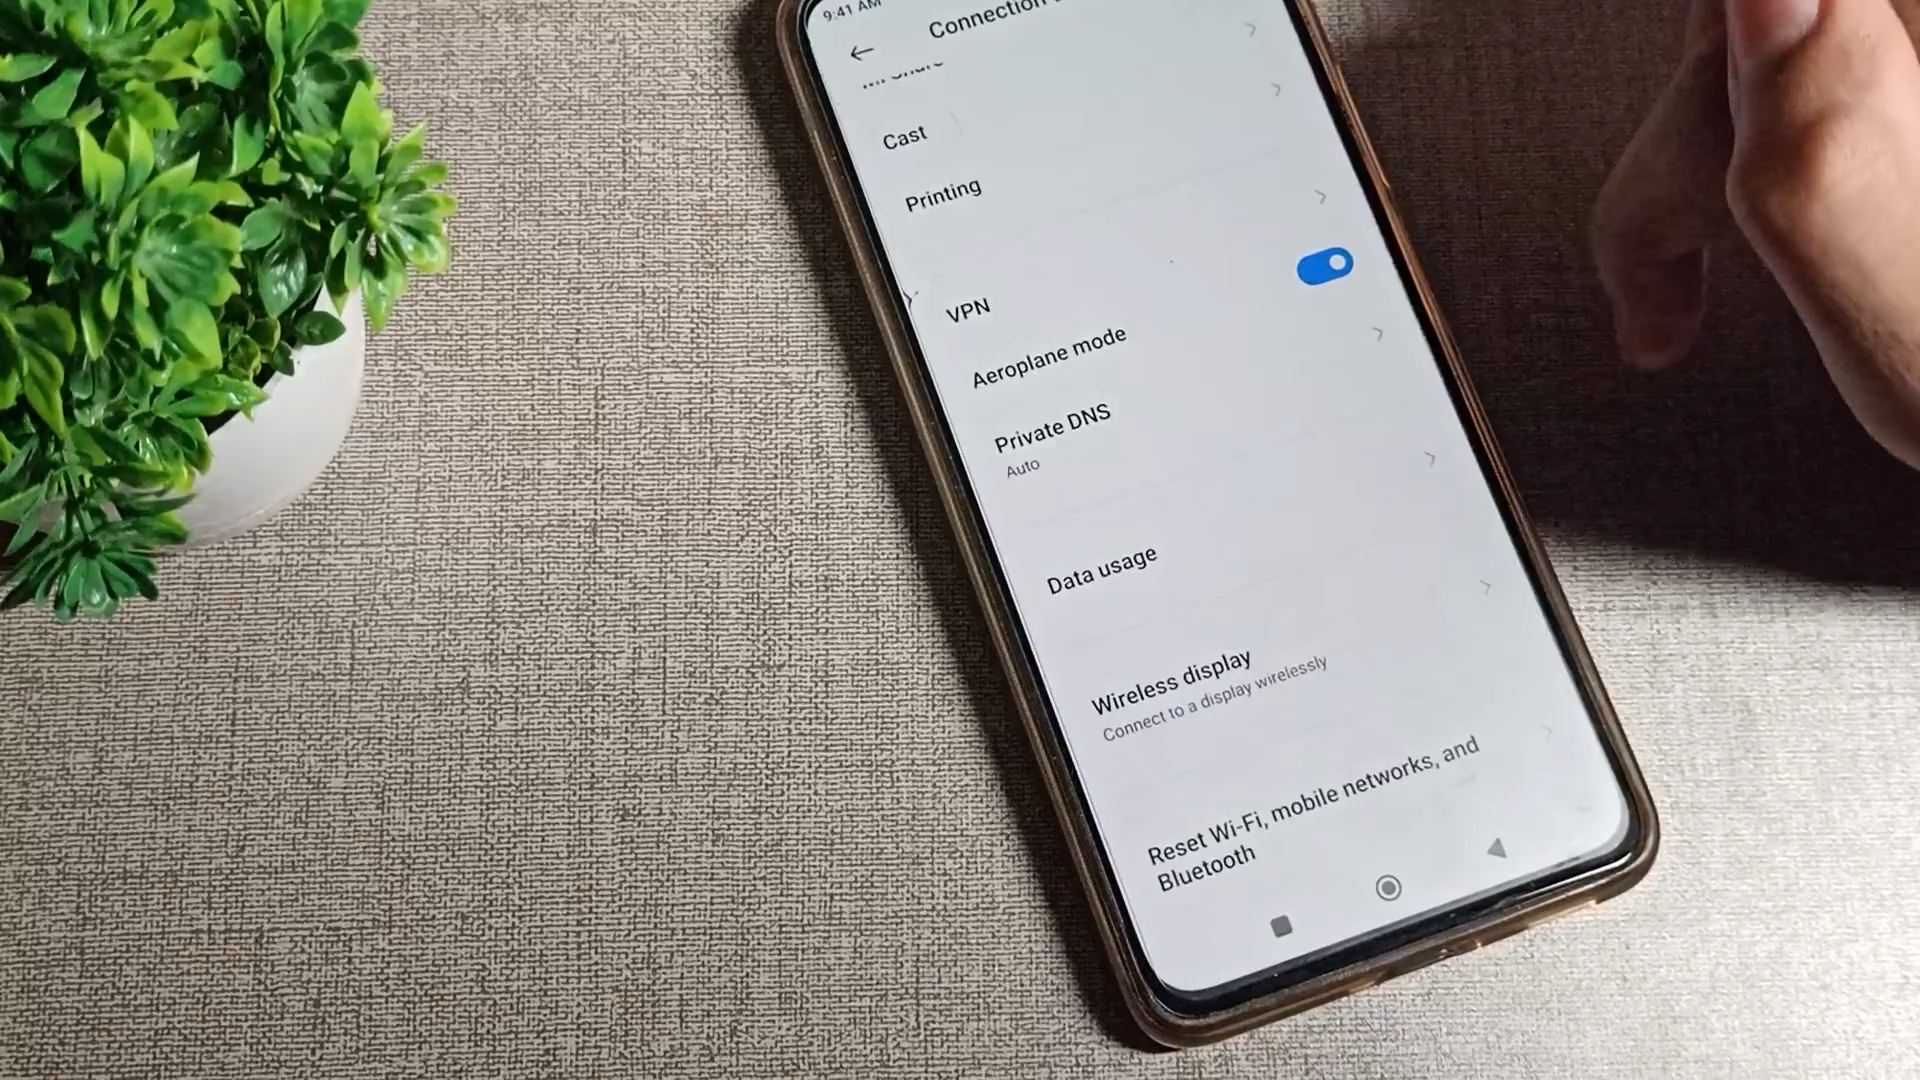 9:41 AM
Connection
Share
Cast
Printing
VPN
Aeroplane mode
Private DNS
Auto
Data usage
Wireless display
Connect to a display wirelessly
Reset Wi-Fi, mobile networks, and
Bluetooth